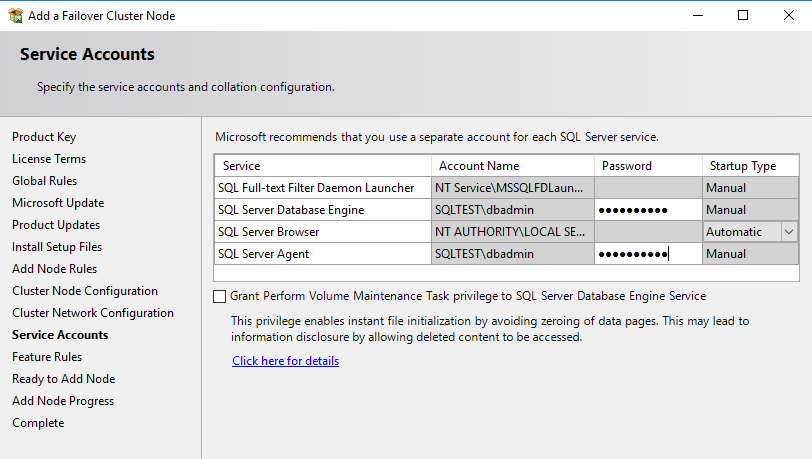 Add a Failover Cluster Node
Service Accounts
Specify the service accounts and collation configuration.
Product Key
License Terms
Global Rules
Microsoft Update
Product Updates
Install Setup Files
Add Node Rules
Cluster Node Configuration
Cluster Network Configuration
Service Accounts
Feature Rules
Ready to Add Node
Add Node Progress
Complete
Microsoft recommends that you use a separate account for each SQL Server service.
Service Account Name Password Startup Type
SQL Full-text Filter Daemon Launcher NT Service\MSSQLFDLaun... Manual
SQL Server Database Engine SQLTEST\dbadmin ●●●●●●●●●● Manual
SQL Server Browser NT AUTHORITY\LOCAL SE... Automatic
SQL Server Agent SQLTEST\dbadmin ●●●●●●●●●● Manual
Grant Perform Volume Maintenance Task privilege to SQL Server Database Engine Service
This privilege enables instant file initialization by avoiding zeroing of data pages. This may lead to
information disclosure by allowing deleted content to be accessed.
Click here for details